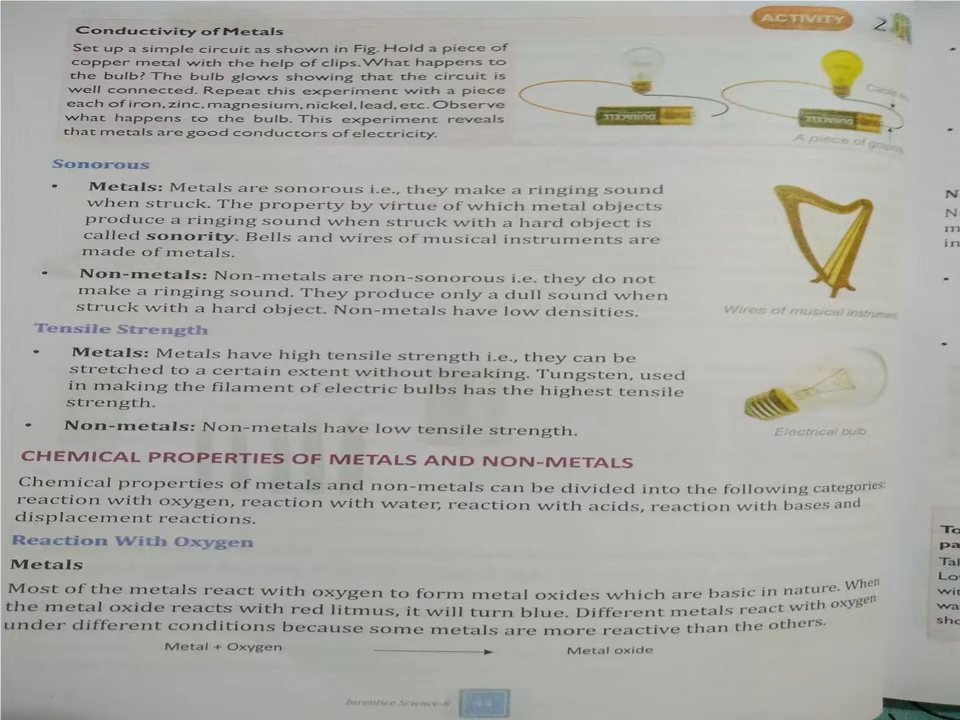 ACTIVITY 2
Conductivity of Metals
Set up a simple circuit as shown in Fig. Hold a piece of
copper metal with the help of clips. What happens to
the bulb? The bulb glows showing that the circuit is
well connected. Repeat this experiment with a piece
each of iron, zinc, magnesium, nickel, lead, etc. Observe
what happens to the bulb. This experiment reveals
that metals are good conductors of electricity.
DURACELL
DURACELL
A piece of
Sonorous
• Metals: Metals are sonorous i.e., they make a ringing sound
when struck. The property by virtue of which metal objects
produce a ringing sound when struck with a hard object is
called sonority. Bells and wires of musical instruments are
made of metals.
• Non-metals: Non-metals are non-sonorous i.e. they do not
make a ringing sound. They produce only a dull sound when
struck with a hard object. Non-metals have low densities.
Wires of musical
Tensile Strength
• Metals: Metals have high tensile strength i.e., they can be
stretched to a certain extent without breaking. Tungsten, used
in making the filament of electric bulbs has the highest tensile
strength.
• Non-metals: Non-metals have low tensile strength.
Electrical bulb
CHEMICAL PROPERTIES OF METALS AND NON-METALS
Chemical properties of metals and non-metals can be divided into the following categories:
reaction with oxygen, reaction with water, reaction with acids, reaction with bases and
displacement reactions.
Reaction With Oxygen
Metals
Most of the metals react with oxygen to form metal oxides which are basic in nature. When
the metal oxide reacts with red litmus, it will turn blue. Different metals react with oxygen
under different conditions because some metals are more reactive than the others.
Metal + Oxygen → Metal oxide
Science-8